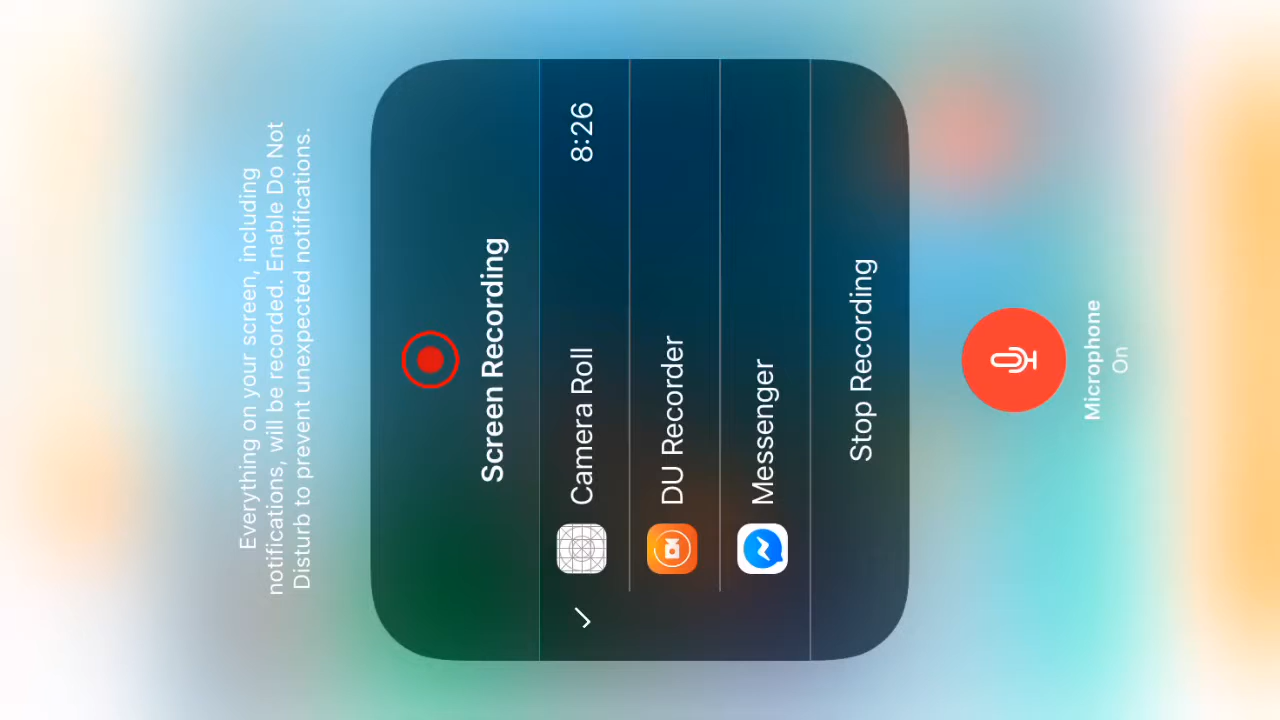 Everything on your screen, including
notifications, will be recorded. Enable Do Not
Disturb to prevent unexpected notifications.
Screen Recording
Camera Roll 8:26
DU Recorder
Messenger
Stop Recording
Microphone
On